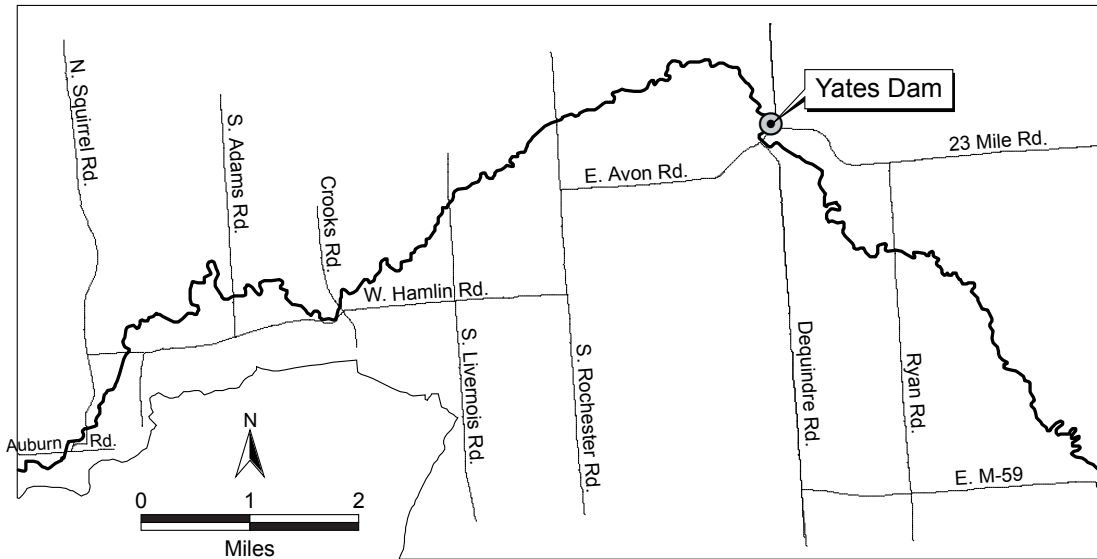 N. Squirrel Rd.
S. Adams Rd.
Crooks Rd.
Yates Dam
23 Mile Rd.
E. Avon Rd.
W. Hamlin Rd.
S. Livernois Rd.
S. Rochester Rd.
Dequindre Rd.
Ryan Rd.
Auburn Rd.
E. M-59
N
0 1 2
Miles